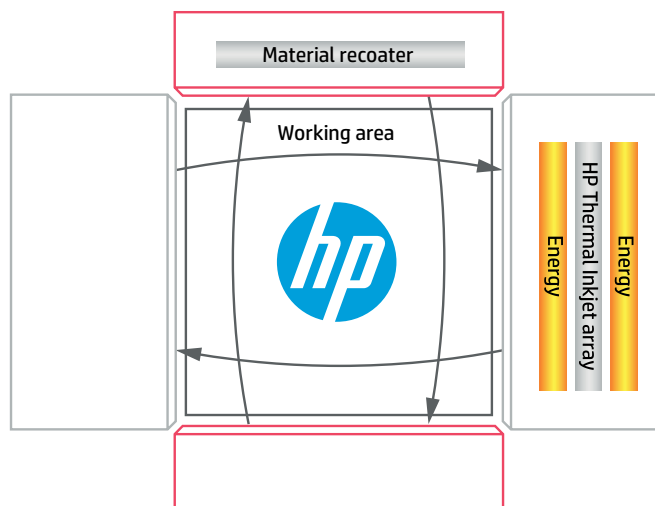 Material recoater
Working area
hp
Energy
HP Thermal Inkjet array
Energy